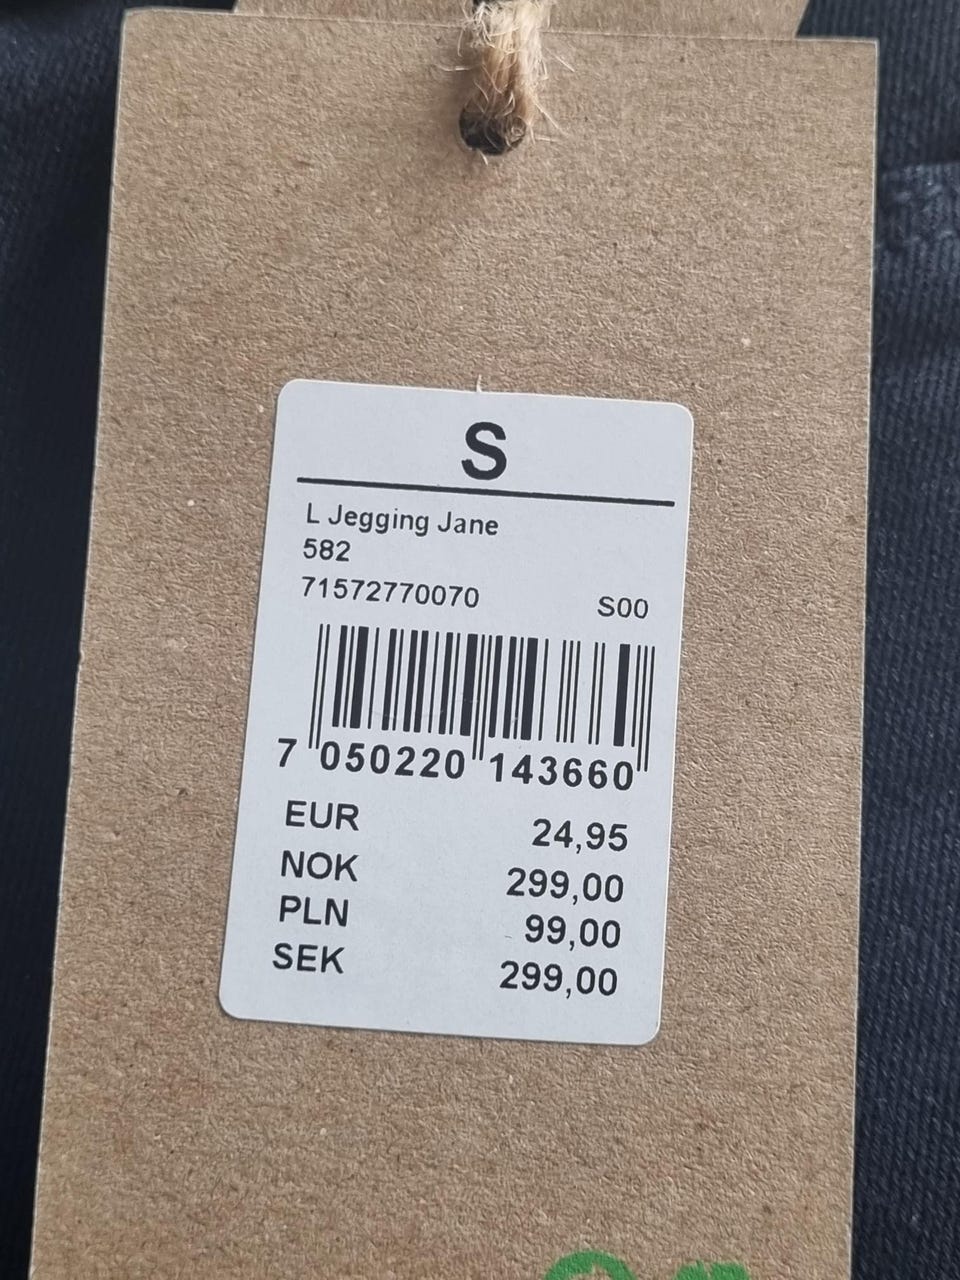 S
L Jegging Jane
582
71572770070 S00
7 050220 143660
EUR 24,95
NOK 299,00
PLN 99,00
SEK 299,00